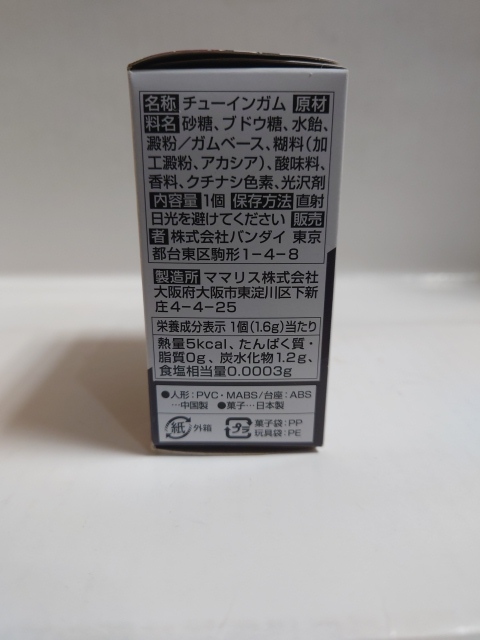 名称 チューインガム 原材
料名 砂糖、ブドウ糖、水飴、
澱粉/ガムベース、糊料(加
工澱粉、アカシア)、酸味料、
香料、クチナシ色素、光沢剤
内容量 1個 保存方法 直射
日光を避けてください 販売
者 株式会社バンダイ 東京
都台東区駒形1-4-8
製造所 ママリス株式会社
大阪府大阪市東淀川区下新
庄4-4-25
栄養成分表示 1個(1.6g)当たり
熱量5kcal、たんぱく質・
脂質0g、炭水化物1.2g、
食塩相当量0.0003g
●人形:PVC・MABS/台座:ABS
…中国製 ●菓子…日本製
紙 外箱 プラ 菓子袋:PP
玩具袋:PE